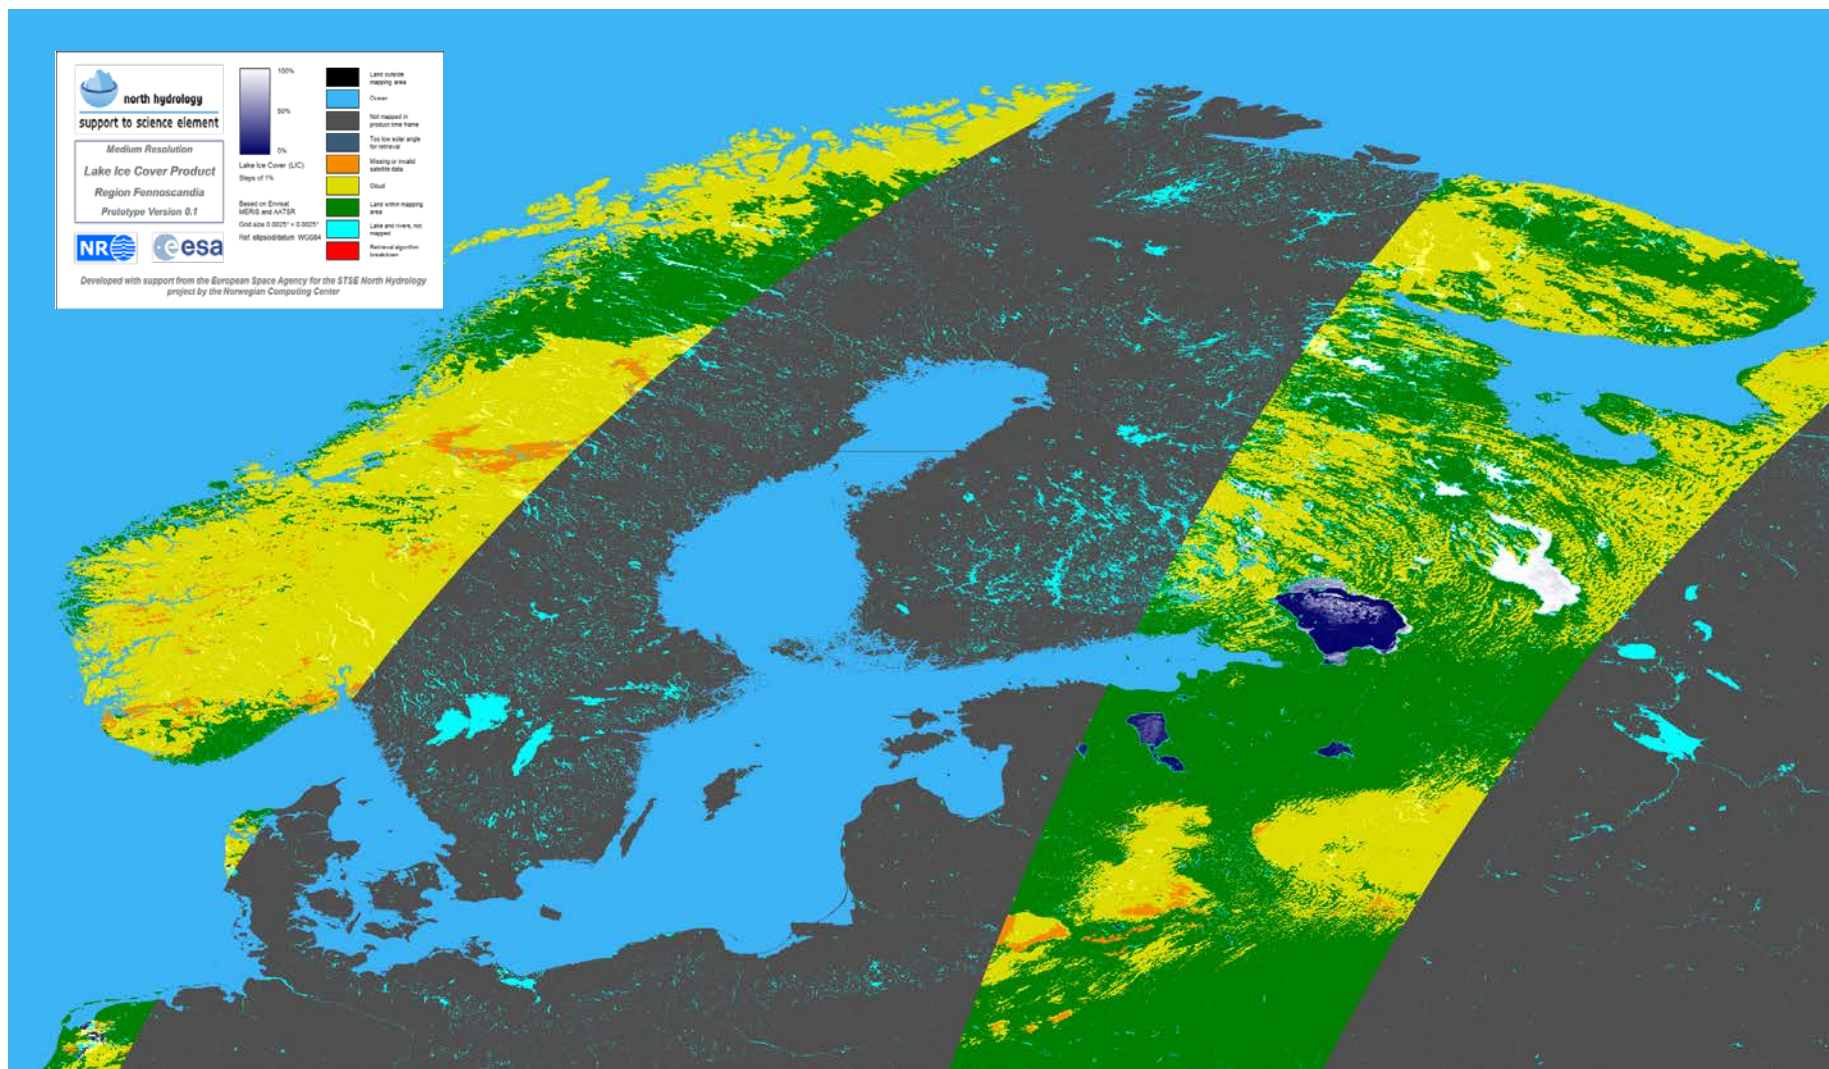 north hydrology
support to science element
Medium Resolution
Lake Ice Cover Product
Region Fennoscandia
Prototype Version 0.1
NR
esa
100%
50%
0%
Lake Ice Cover (LIC)
Steps of 1%
Based on Envisat
MERIS and AATSR
Grid size 0.0025° × 0.0025°
Ref. elipsoid/datum WGS84
Land outside
mapping area
Ocean
Not mapped in
product time frame
Too low solar angle
for retrieval
Missing or invalid
satellite data
Cloud
Land within mapping
area
Lake and rivers, not
mapped
Retrieval algorithm
breakdown
Developed with support from the European Space Agency for the STSE North Hydrology
project by the Norwegian Computing Center